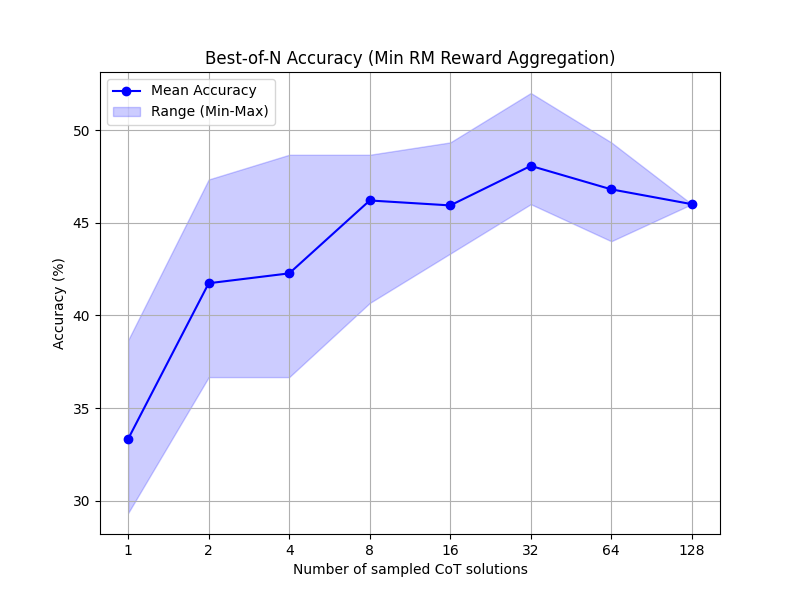 Best-of-N Accuracy (Min RM Reward Aggregation)
Mean Accuracy
Range (Min-Max)
Accuracy (%)
50
45
40
35
30
1 2 4 8 16 32 64 128
Number of sampled CoT solutions